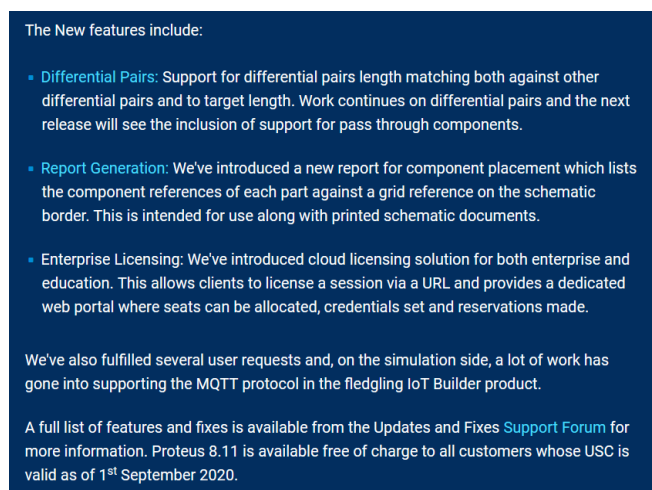 The New features include:
Differential Pairs: Support for differential pairs length matching both against other
differential pairs and to target length. Work continues on differential pairs and the next
release will see the inclusion of support for pass through components.
Report Generation: We've introduced a new report for component placement which lists
the component references of each part against a grid reference on the schematic
border. This is intended for use along with printed schematic documents.
Enterprise Licensing: We've introduced cloud licensing solution for both enterprise and
education. This allows clients to license a session via a URL and provides a dedicated
web portal where seats can be allocated, credentials set and reservations made.
We've also fulfilled several user requests and, on the simulation side, a lot of work has
gone into supporting the MQTT protocol in the fledgling IoT Builder product.
A full list of features and fixes is available from the Updates and Fixes Support Forum for
more information. Proteus 8.11 is available free of charge to all customers whose USC is
valid as of 1st September 2020.